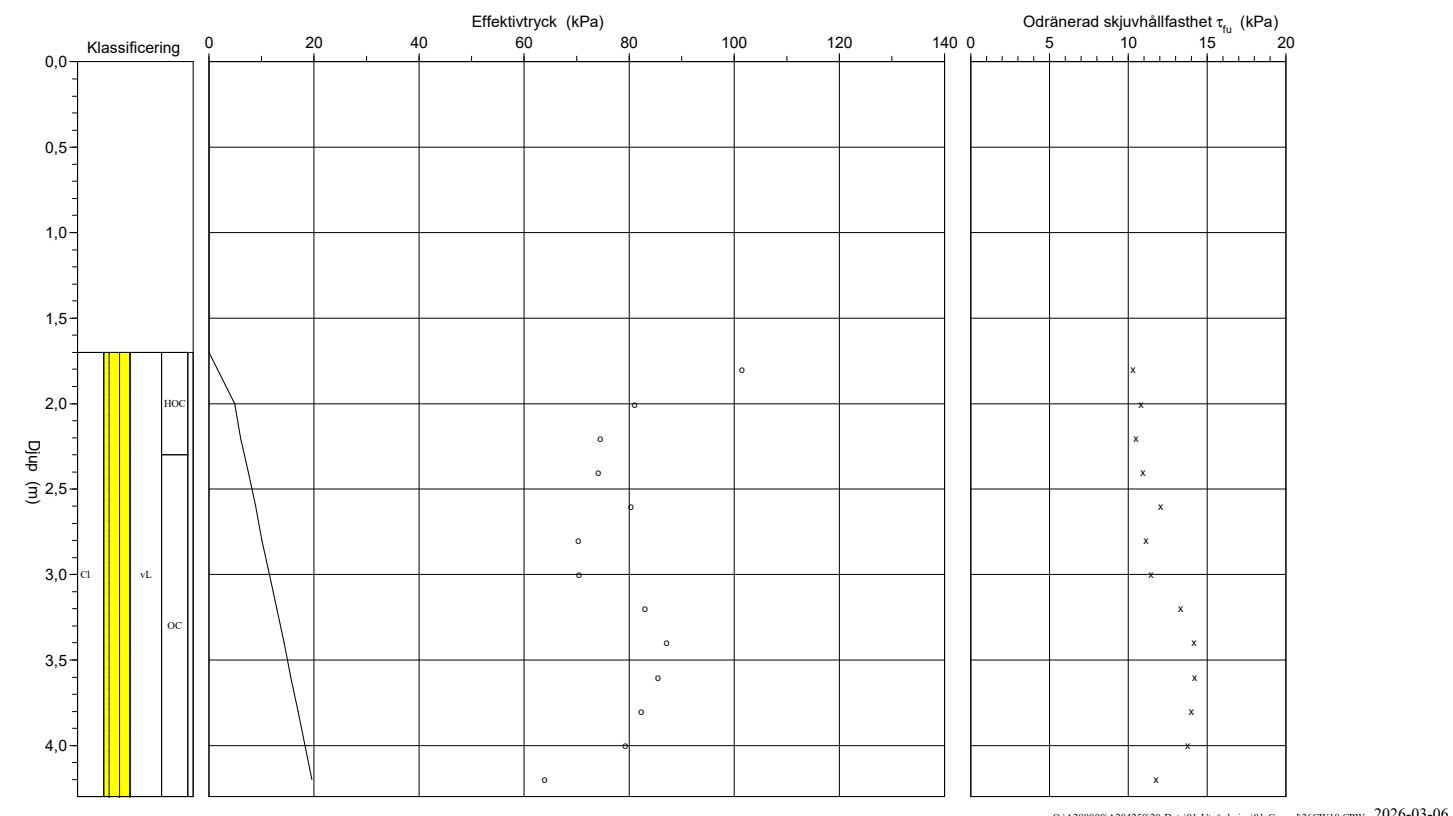 Effektivtryck (kPa)
Odränerad skjuvhållfasthet τfu (kPa)
Klassificering
0 20 40 60 80 100 120 140
0 5 10 15 20
0,0
0,5
1,0
1,5
2,0
2,5
3,0
3,5
4,0
Djup (m)
HOC
Cl
vL
OC
2026-03-06